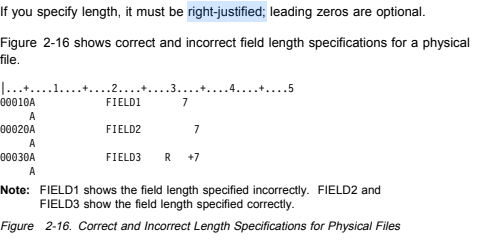 If you specify length, it must be right-justified; leading zeros are optional.
Figure 2-16 shows correct and incorrect field length specifications for a physical
file.
|...+....1....+....2....+....3....+....4....+....5
00010A            FIELD1       7
     A
00020A            FIELD2         7
     A
00030A            FIELD3    R   +7
     A
Note: FIELD1 shows the field length specified incorrectly. FIELD2 and
FIELD3 show the field length specified correctly.
Figure 2-16. Correct and Incorrect Length Specifications for Physical Files